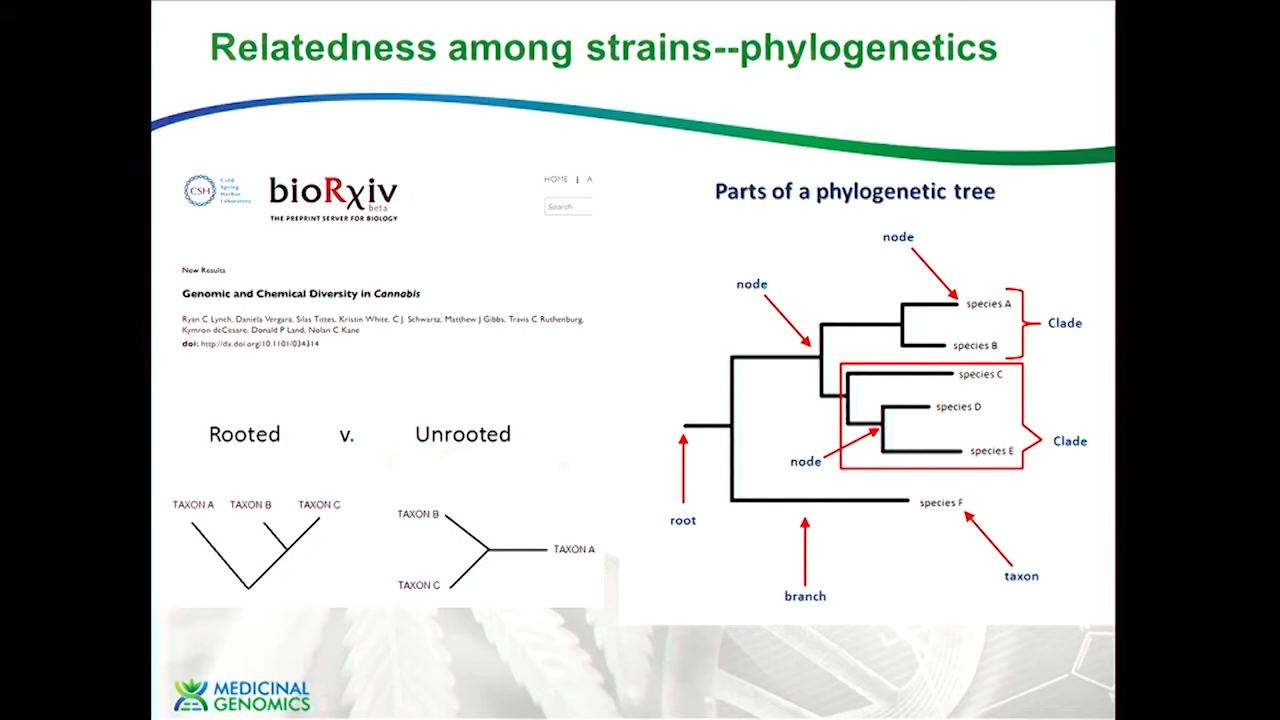 Relatedness among strains--phylogenetics
CSH
Cold
Spring
Harbor
Laboratory
bioRxiv
beta
THE PREPRINT SERVER FOR BIOLOGY
HOME | A
Search
New Results
Genomic and Chemical Diversity in Cannabis
Ryan C Lynch, Daniela Vergara, Silas Tittes, Kristin White, C.J. Schwartz, Matthew J Gibbs, Travis C Ruthenburg,
Kymron deCesare, Donald P Land, Nolan C Kane
doi: http://dx.doi.org/10.1101/034314
Rooted v. Unrooted
TAXON A TAXON B TAXON C
TAXON B
TAXON A
TAXON C
Parts of a phylogenetic tree
node
node
species A
Clade
species B
species C
species D
Clade
species E
node
species F
root
taxon
branch
MEDICINAL
GENOMICS